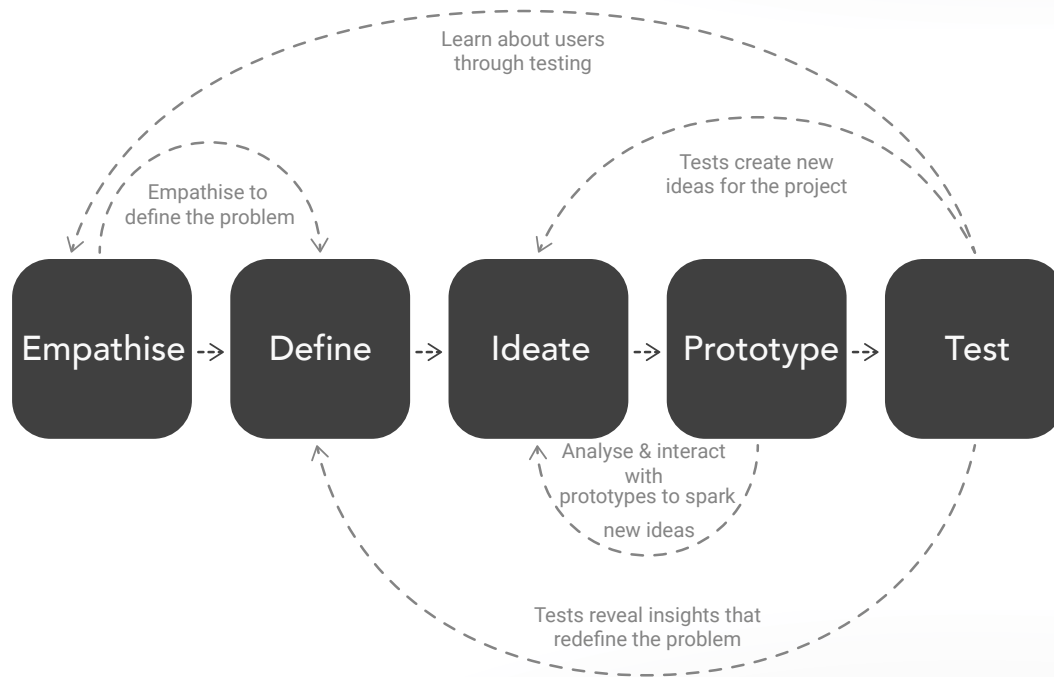 Learn about users
through testing
Tests create new
ideas for the project
Empathise to
define the problem
Empathise
Define
Ideate
Prototype
Test
Analyse & interact
with
prototypes to spark
new ideas
Tests reveal insights that
redefine the problem